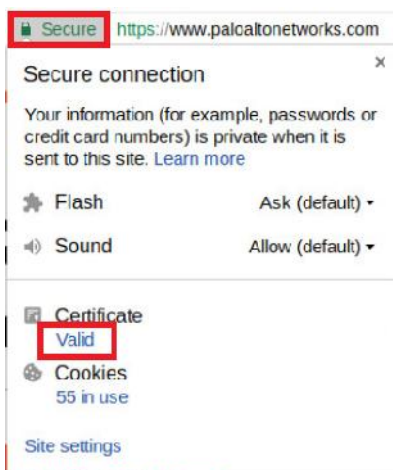 Secure https://www.paloaltonetworks.com
Secure connection ×
Your information (for example, passwords or
credit card numbers) is private when it is
sent to this site. Learn more
Flash Ask (default)
Sound Allow (default)
Certificate
Valid
Cookies
55 in use
Site settings